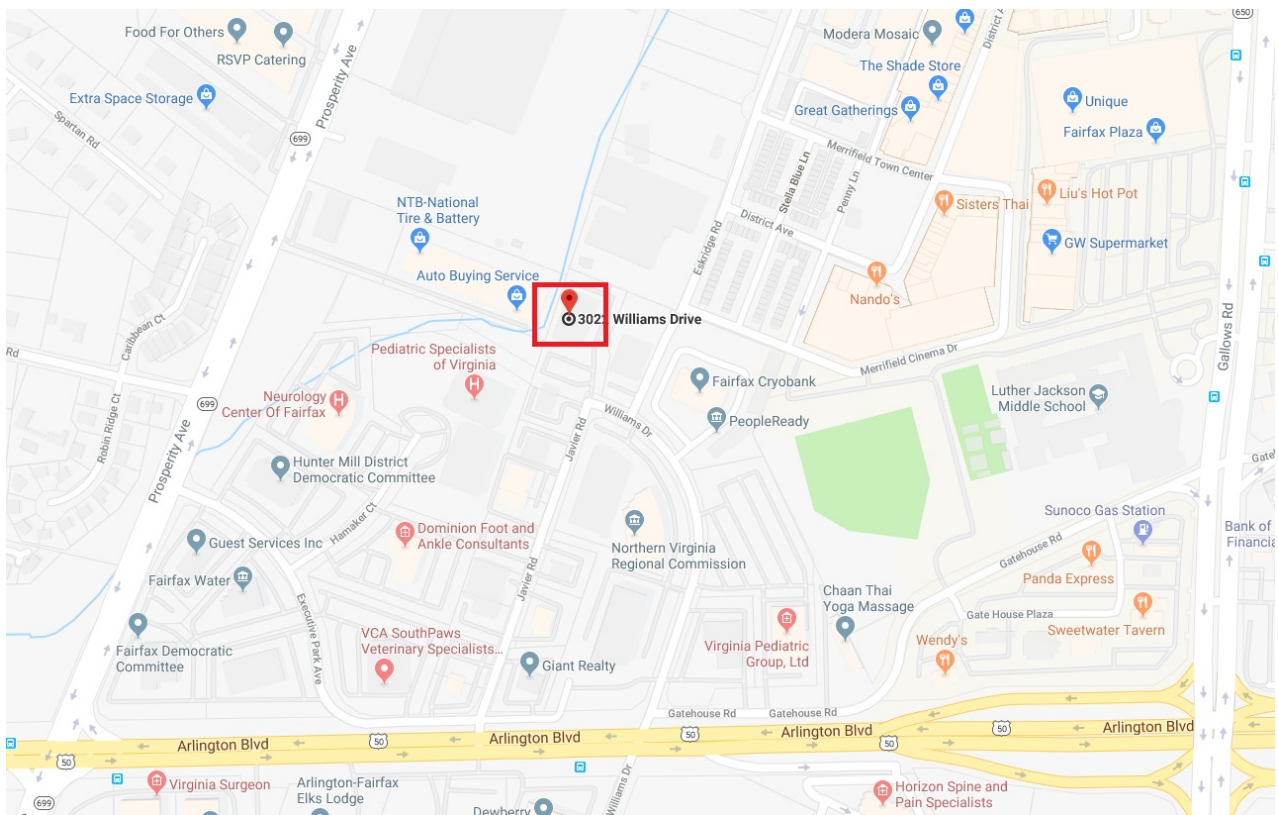 Food For Others
RSVP Catering
Prosperity Ave
Modera Mosaic
District A
650
The Shade Store
Extra Space Storage
Great Gatherings
Unique
Fairfax Plaza
Spartan Rd
699
Merrifield Town Center
Stella Blue Ln
Penny Ln
NTB-National
Tire & Battery
Sisters Thai
Liu's Hot Pot
District Ave
Eskridge Rd
GW Supermarket
Auto Buying Service
Nando's
3022 Williams Drive
Caribbean Ct
Rd
Gallows Rd
Pediatric Specialists
of Virginia
Merrifield Cinema Dr
Fairfax Cryobank
Luther Jackson
Middle School
Neurology
Center Of Fairfax
699
PeopleReady
Williams Dr
Javier Rd
Robin Ridge Ct
Prosperity Ave
Hunter Mill District
Democratic Committee
Gate
Hamaker Ct
Sunoco Gas Station
Dominion Foot and
Ankle Consultants
Guest Services Inc
Northern Virginia
Regional Commission
Bank of
Financia
Gatehouse Rd
Panda Express
Fairfax Water
Javier Rd
Chaan Thai
Yoga Massage
Gate House Plaza
Executive Park Ave
Sweetwater Tavern
Fairfax Democratic
Committee
VCA SouthPaws
Veterinary Specialists...
Virginia Pediatric
Group, Ltd
Wendy's
Giant Realty
Gatehouse Rd
Gatehouse Rd
Arlington Blvd
50
Arlington Blvd
50
Arlington Blvd
50
50
Arlington Blvd
50
Virginia Surgeon
Arlington-Fairfax
Elks Lodge
Williams Dr
Horizon Spine and
Pain Specialists
699
Dewberry